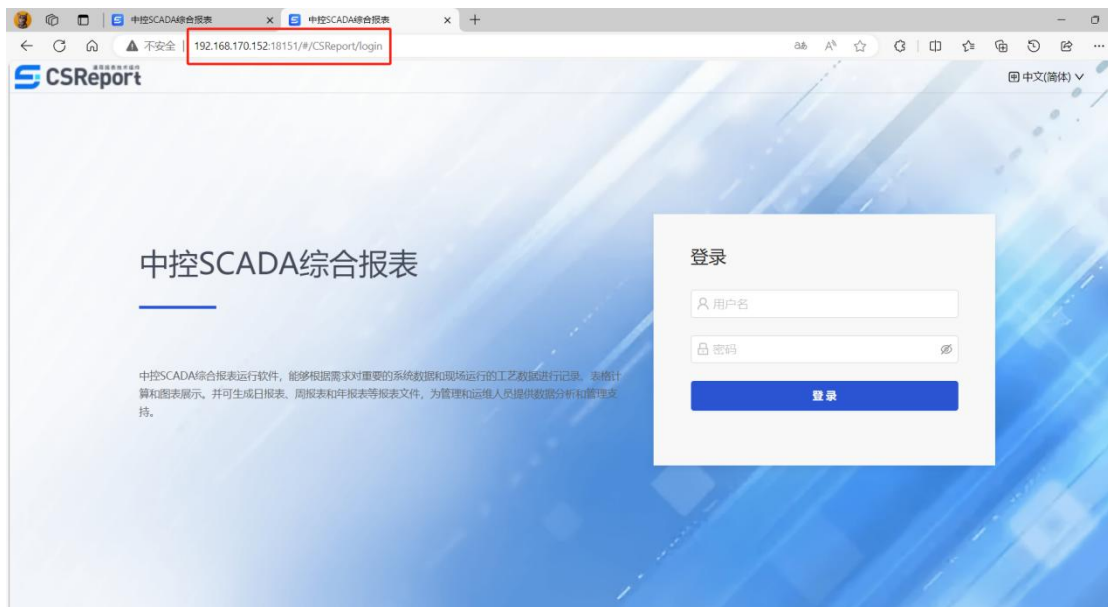 中控SCADA综合报表
中控SCADA综合报表
不安全
192.168.170.152:18151/#/CSReport/login
CSReport
中文(简体)
中控SCADA综合报表
中控SCADA综合报表运行软件，能够根据需求对重要的系统数据和现场运行的工艺数据进行记录、表格计
算和图表展示。并可生成日报表、周报表和年报表等报表文件，为管理和运维人员提供数据分析和管理支
持。
登录
用户名
密码
登录